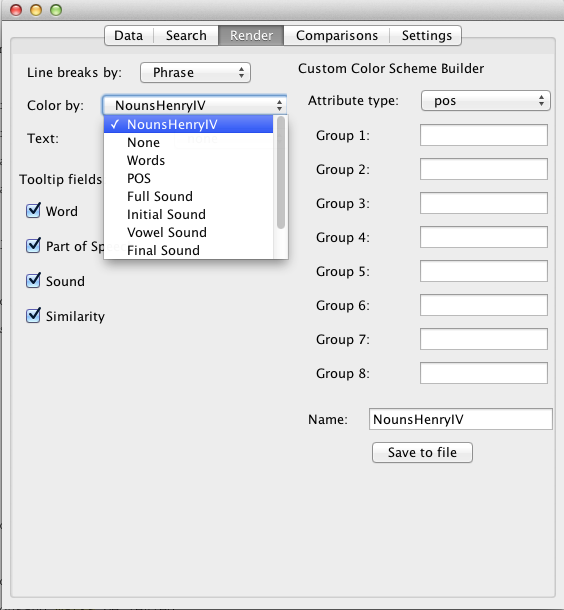 Data Search Render Comparisons Settings
Line breaks by: Phrase
Color by: NounsHenryIV
✓ NounsHenryIV
None
Words
POS
Full Sound
Initial Sound
Vowel Sound
Final Sound
Text:
Tooltip fields
Word
Part of Spe
Sound
Similarity
Custom Color Scheme Builder
Attribute type: pos
Group 1:
Group 2:
Group 3:
Group 4:
Group 5:
Group 6:
Group 7:
Group 8:
Name: NounsHenryIV
Save to file